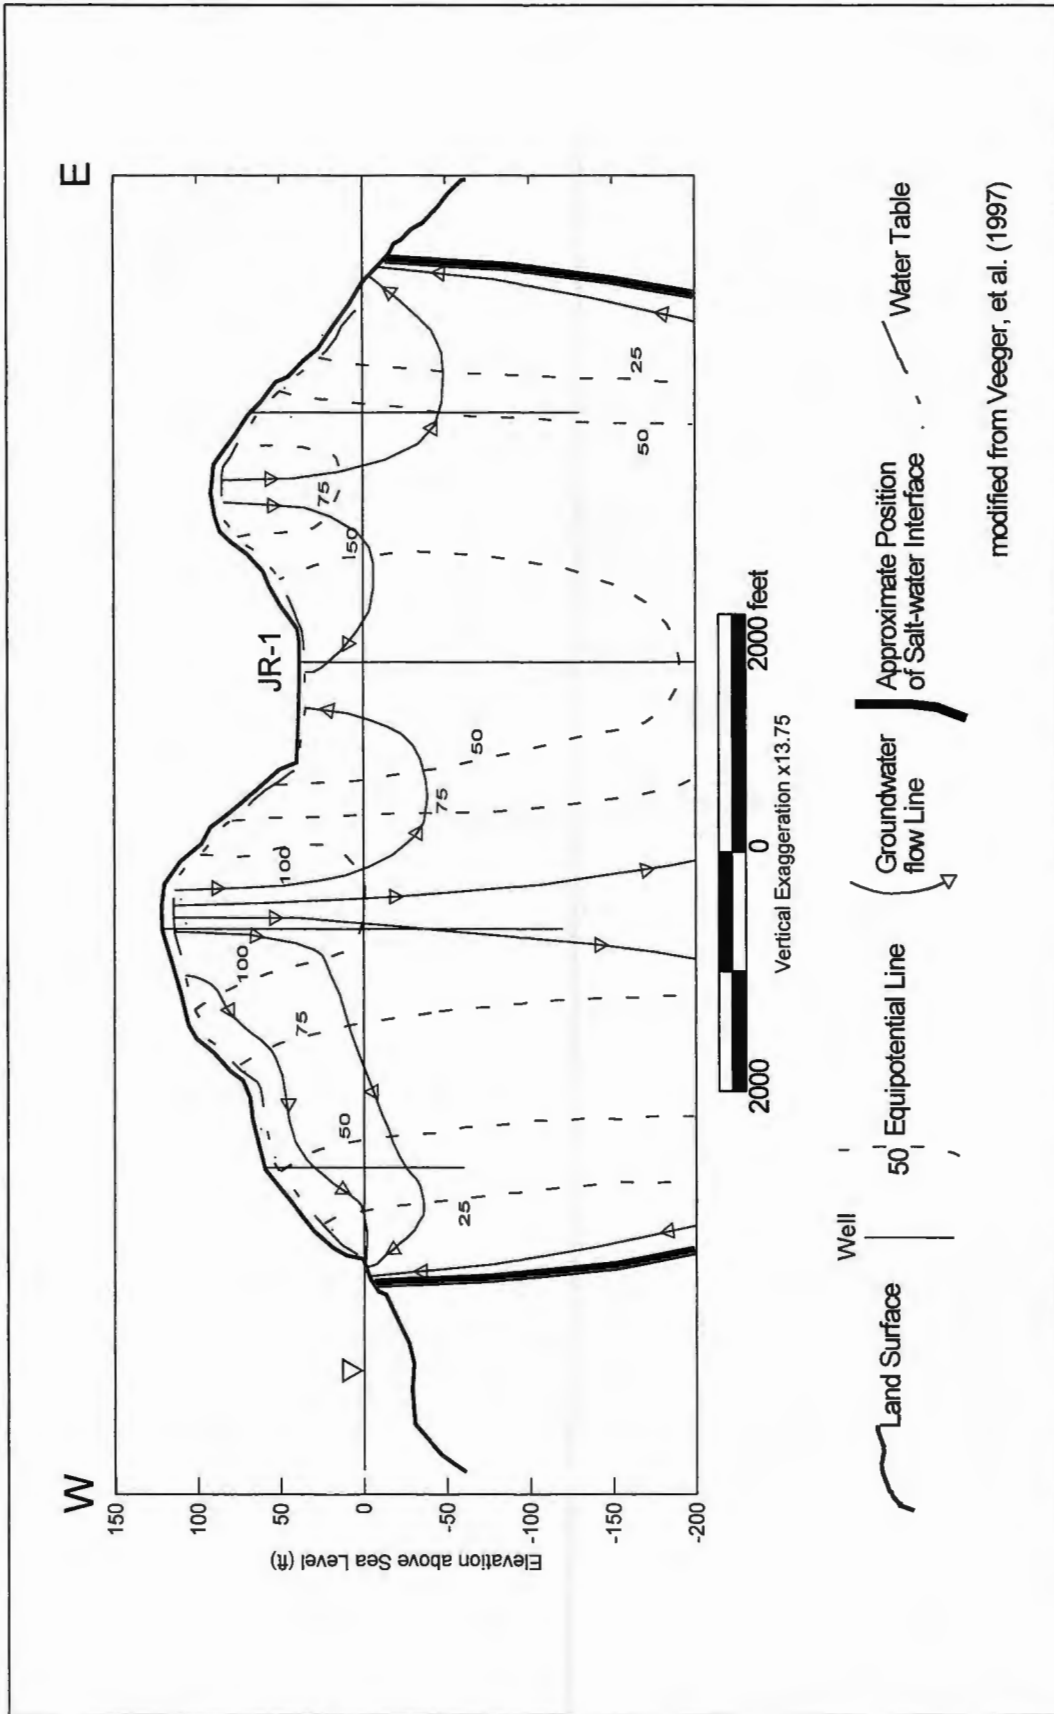 W
E
150
100
50
0
-50
-100
-150
-200
Elevation above Sea Level (ft)
JR-1
100
75
50
25
100
75
50
50
75
50
25
2000
0
2000 feet
Vertical Exaggeration x13.75
Land Surface
Well
50 Equipotential Line
Groundwater
flow Line
Approximate Position
of Salt-water Interface
Water Table
modified from Veeger, et al. (1997)